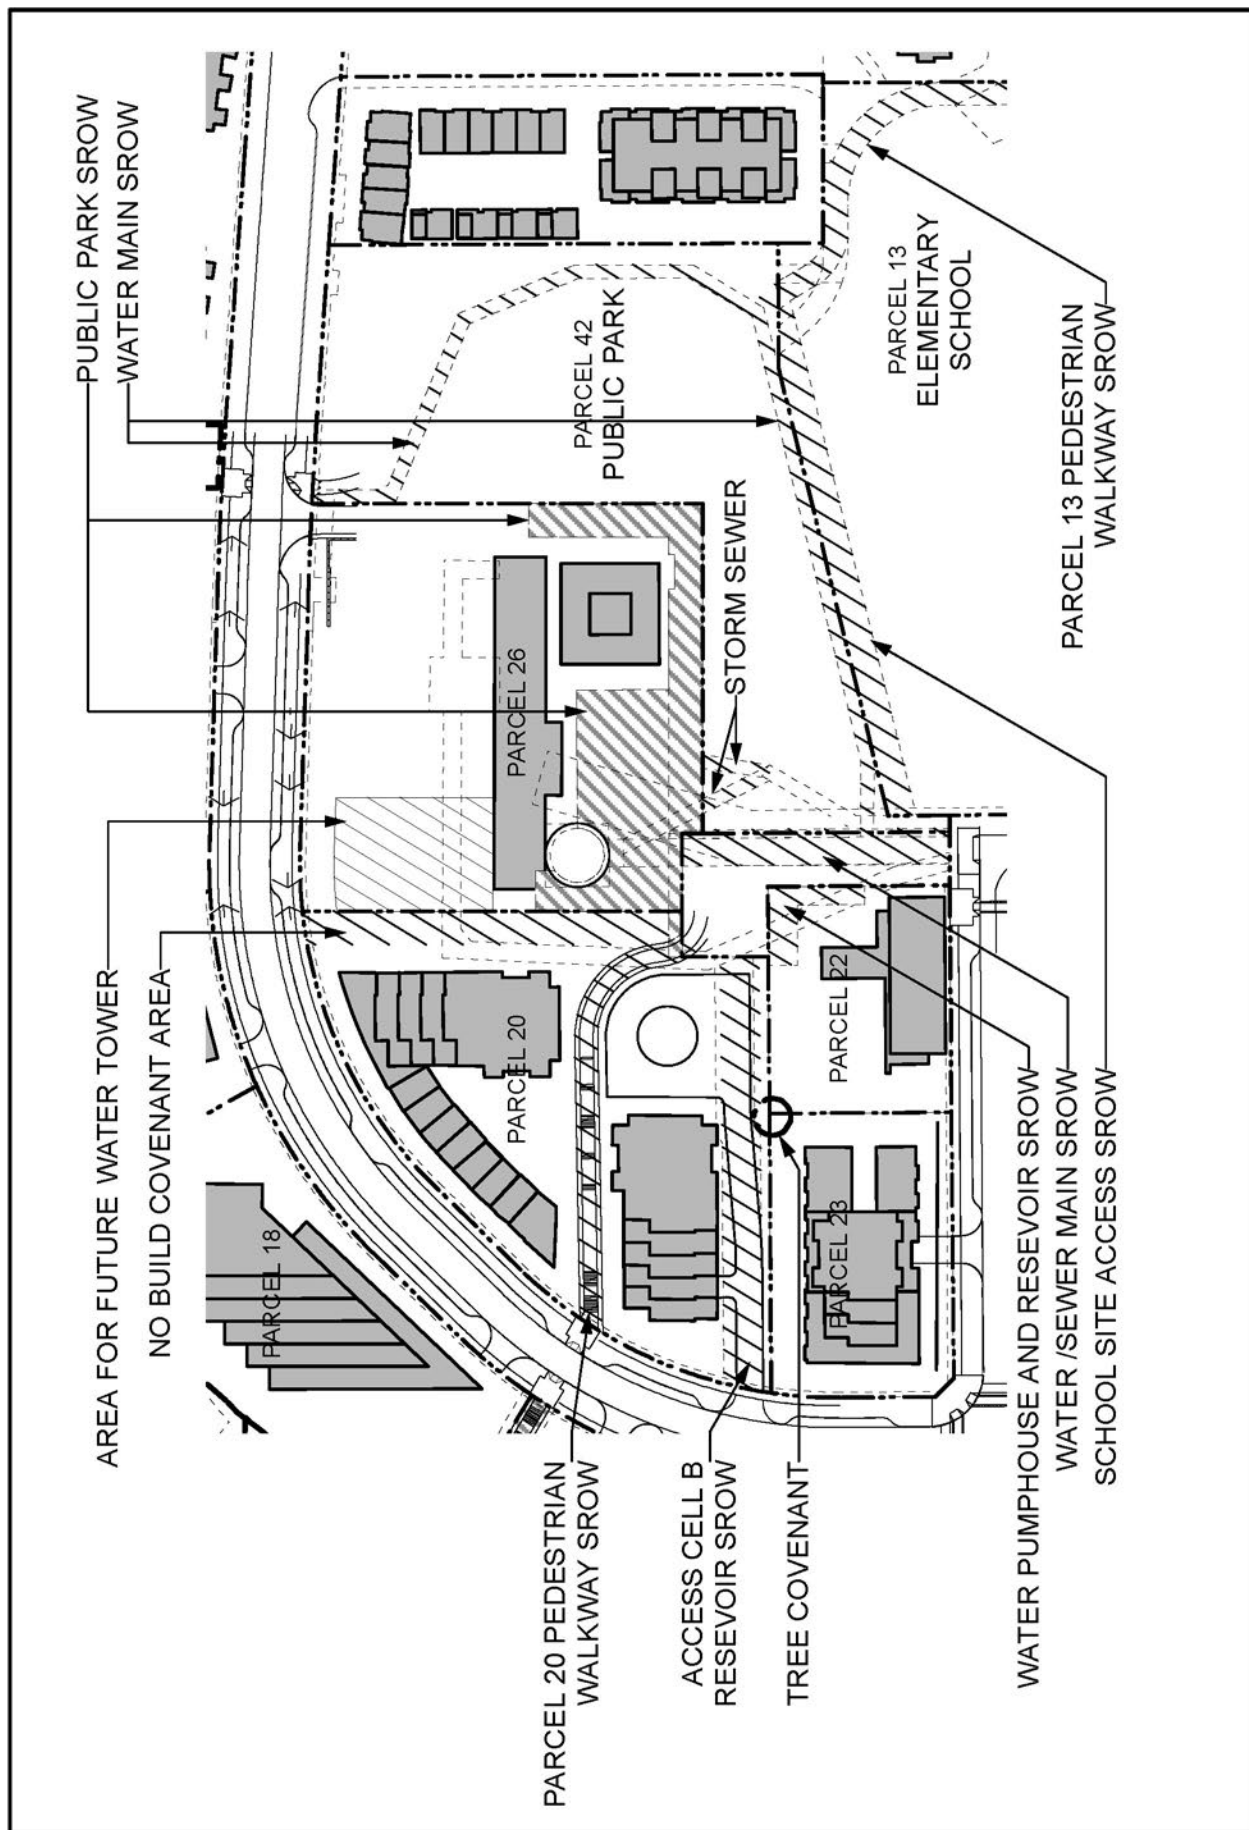 PUBLIC PARK SROW
WATER MAIN SROW
AREA FOR FUTURE WATER TOWER
NO BUILD COVENANT AREA
PARCEL 18
PARCEL 20
PARCEL 26
PARCEL 42
PUBLIC PARK
STORM SEWER
PARCEL 13
ELEMENTARY
SCHOOL
PARCEL 22
PARCEL 23
PARCEL 20 PEDESTRIAN
WALKWAY SROW
ACCESS CELL B
RESEVOIR SROW
TREE COVENANT
WATER PUMPHOUSE AND RESEVOIR SROW
WATER /SEWER MAIN SROW
SCHOOL SITE ACCESS SROW
PARCEL 13 PEDESTRIAN
WALKWAY SROW